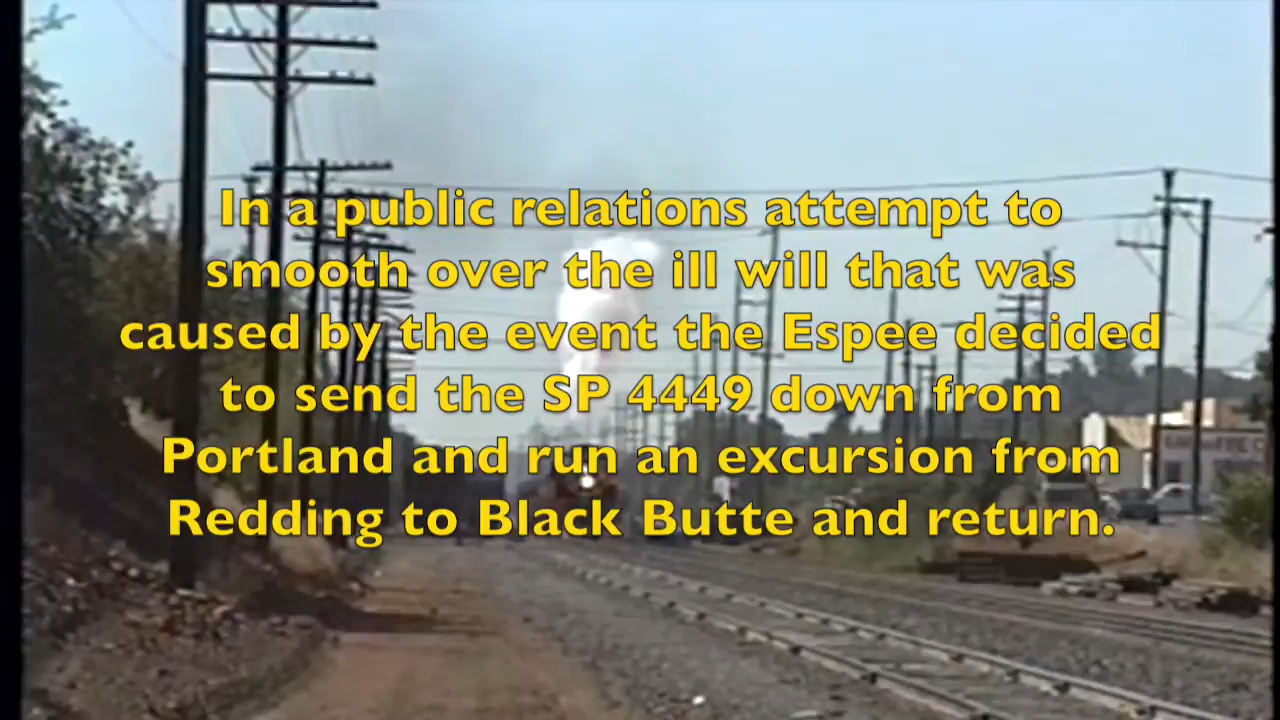 In a public relations attempt to
smooth over the ill will that was
caused by the event the Espee decided
to send the SP 4449 down from
Portland and run an excursion from
Redding to Black Butte and return.